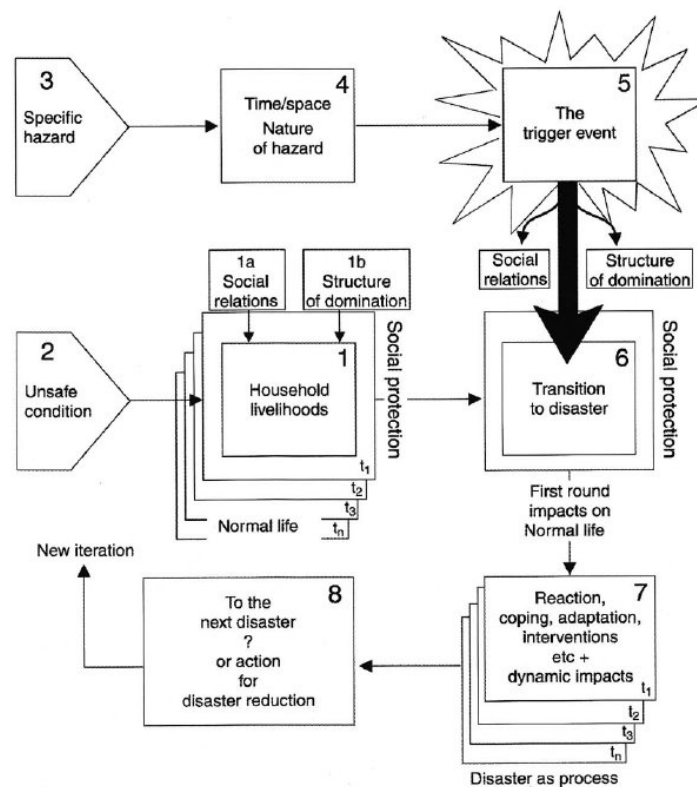 3
Specific
hazard
4
Time/space
Nature
of hazard
5
The
trigger event
Social
relations
Structure
of domination
1a
Social
relations
1b
Structure
of domination
2
Unsafe
condition
1
Household
livelihoods
Social protection
t1
t2
t3
tn
Normal life
6
Transition
to disaster
Social protection
First round
impacts on
Normal life
New iteration
8
To the
next disaster
?
or action
for
disaster reduction
7
Reaction,
coping, adaptation,
interventions
etc +
dynamic impacts
t1
t2
t3
tn
Disaster as process